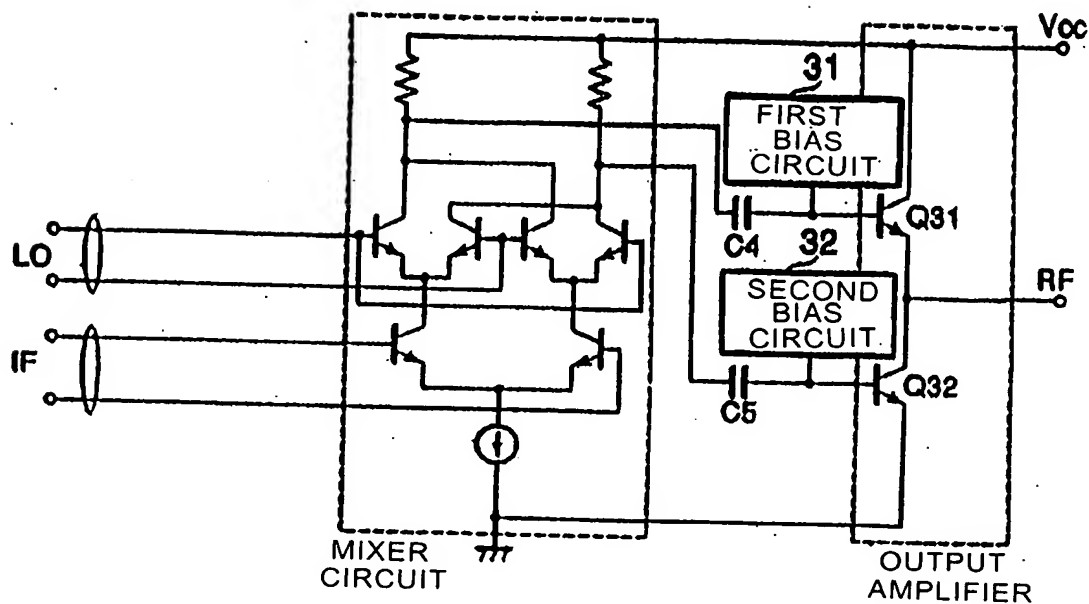 Vcc
31
FIRST
BIAS
CIRCUIT
Q31
C4
LO
32
RF
SECOND
BIAS
CIRCUIT
IF
Q32
C5
MIXER
CIRCUIT
OUTPUT
AMPLIFIER